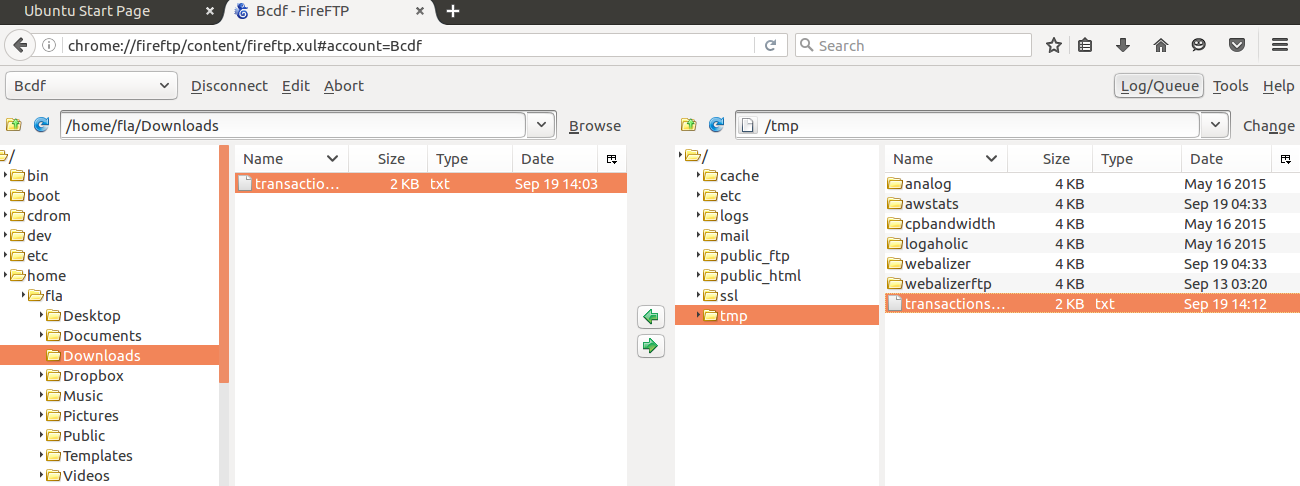 Ubuntu Start Page × Bcdf - FireFTP × +
chrome://fireftp/content/fireftp.xul#account=Bcdf Search
Bcdf Disconnect Edit Abort Log/Queue Tools Help
/home/fla/Downloads Browse /tmp Change
/
bin
boot
cdrom
dev
etc
home
fla
Desktop
Documents
Downloads
Dropbox
Music
Pictures
Public
Templates
Videos
Name Size Type Date
transactio... 2 KB txt Sep 19 14:03
/
cache
etc
logs
mail
public_ftp
public_html
ssl
tmp
Name Size Type Date
analog 4 KB May 16 2015
awstats 4 KB Sep 19 04:33
cpbandwidth 4 KB May 16 2015
logaholic 4 KB May 16 2015
webalizer 4 KB Sep 19 04:33
webalizerftp 4 KB Sep 13 03:20
transactions... 2 KB txt Sep 19 14:12